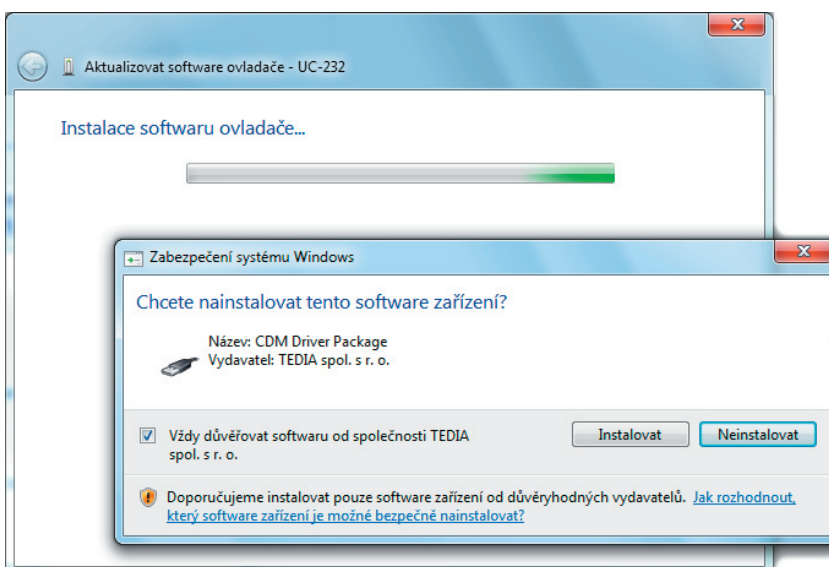 Aktualizovat software ovladače - UC-232
Instalace softwaru ovladače...
Zabezpečení systému Windows
Chcete nainstalovat tento software zařízení?
Název: CDM Driver Package
Vydavatel: TEDIA spol. s r. o.
Vždy důvěřovat softwaru od společnosti TEDIA
spol. s r. o.
Instalovat
Neinstalovat
Doporučujeme instalovat pouze software zařízení od důvěryhodných vydavatelů. Jak rozhodnout,
který software zařízení je možné bezpečně nainstalovat?